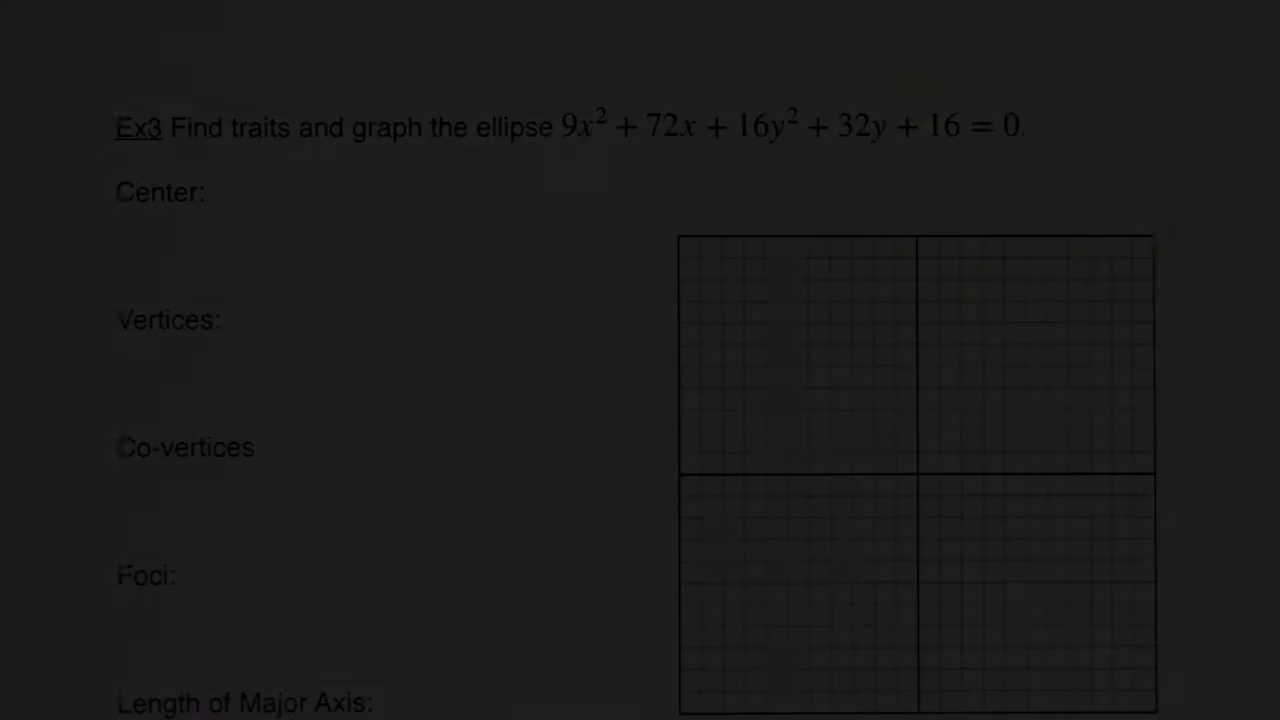 Ex3 Find traits and graph the ellipse 9x² + 72x + 16y² + 32y + 16 = 0.
Center:
Vertices:
Co-vertices
Foci:
Length of Major Axis: